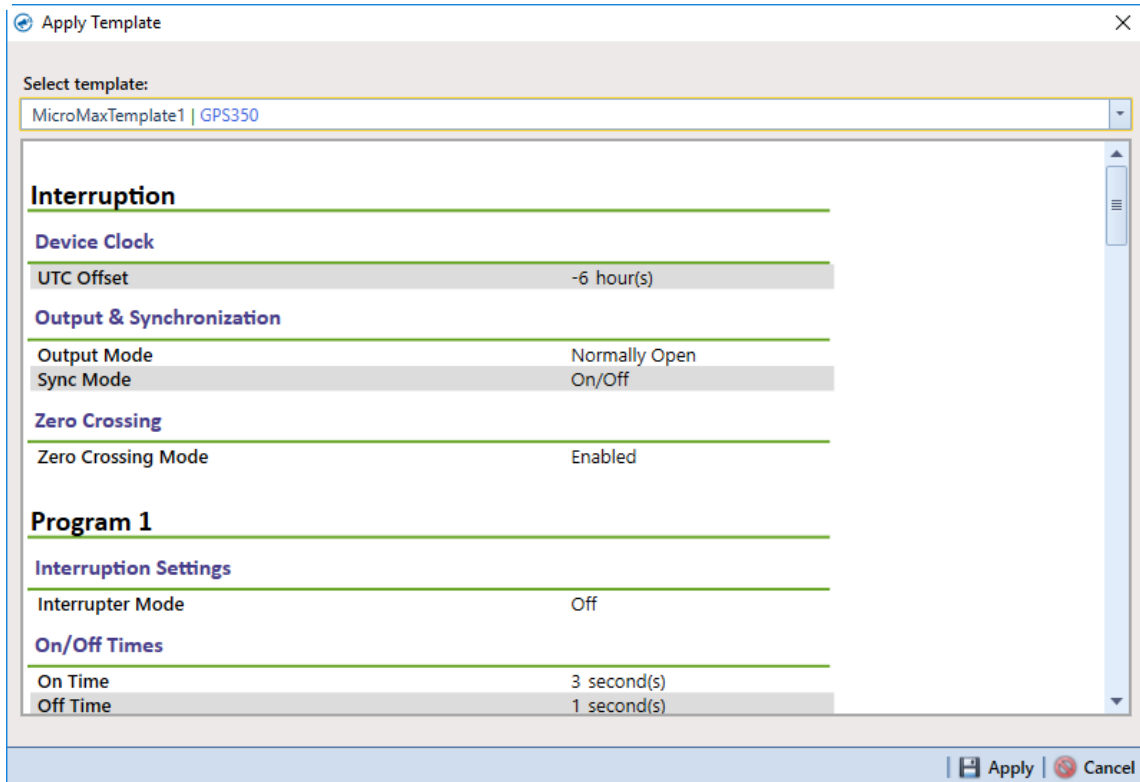 Apply Template
Select template:
MicroMaxTemplate1 | GPS350
Interruption
Device Clock
UTC Offset -6 hour(s)
Output & Synchronization
Output Mode Normally Open
Sync Mode On/Off
Zero Crossing
Zero Crossing Mode Enabled
Program 1
Interruption Settings
Interrupter Mode Off
On/Off Times
On Time 3 second(s)
Off Time 1 second(s)
Apply | Cancel